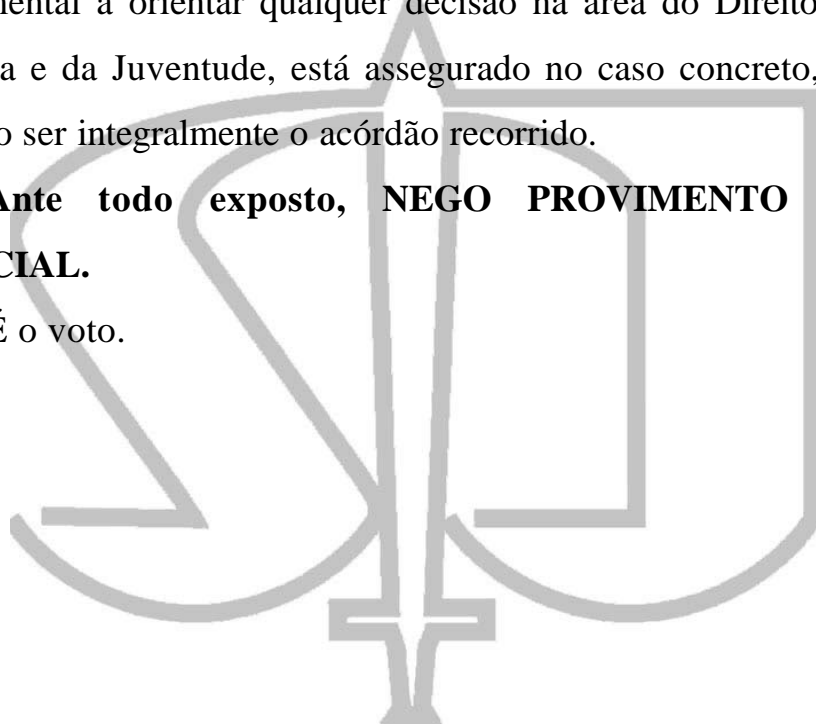 mental a orientar qualquer decisão na área do Direito
a e da Juventude, está assegurado no caso concreto,
o ser integralmente o acórdão recorrido.
Ante todo exposto, NEGO PROVIMENTO
CIAL.
É o voto.